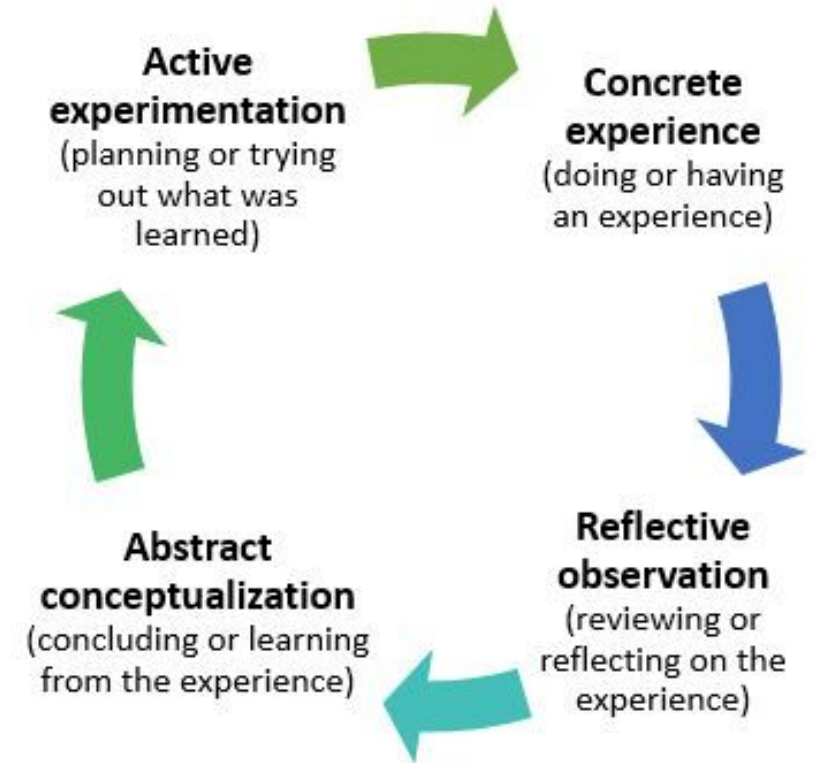 Active
experimentation
(planning or trying
out what was
learned)
Concrete
experience
(doing or having
an experience)
Reflective
observation
(reviewing or
reflecting on the
experience)
Abstract
conceptualization
(concluding or learning
from the experience)